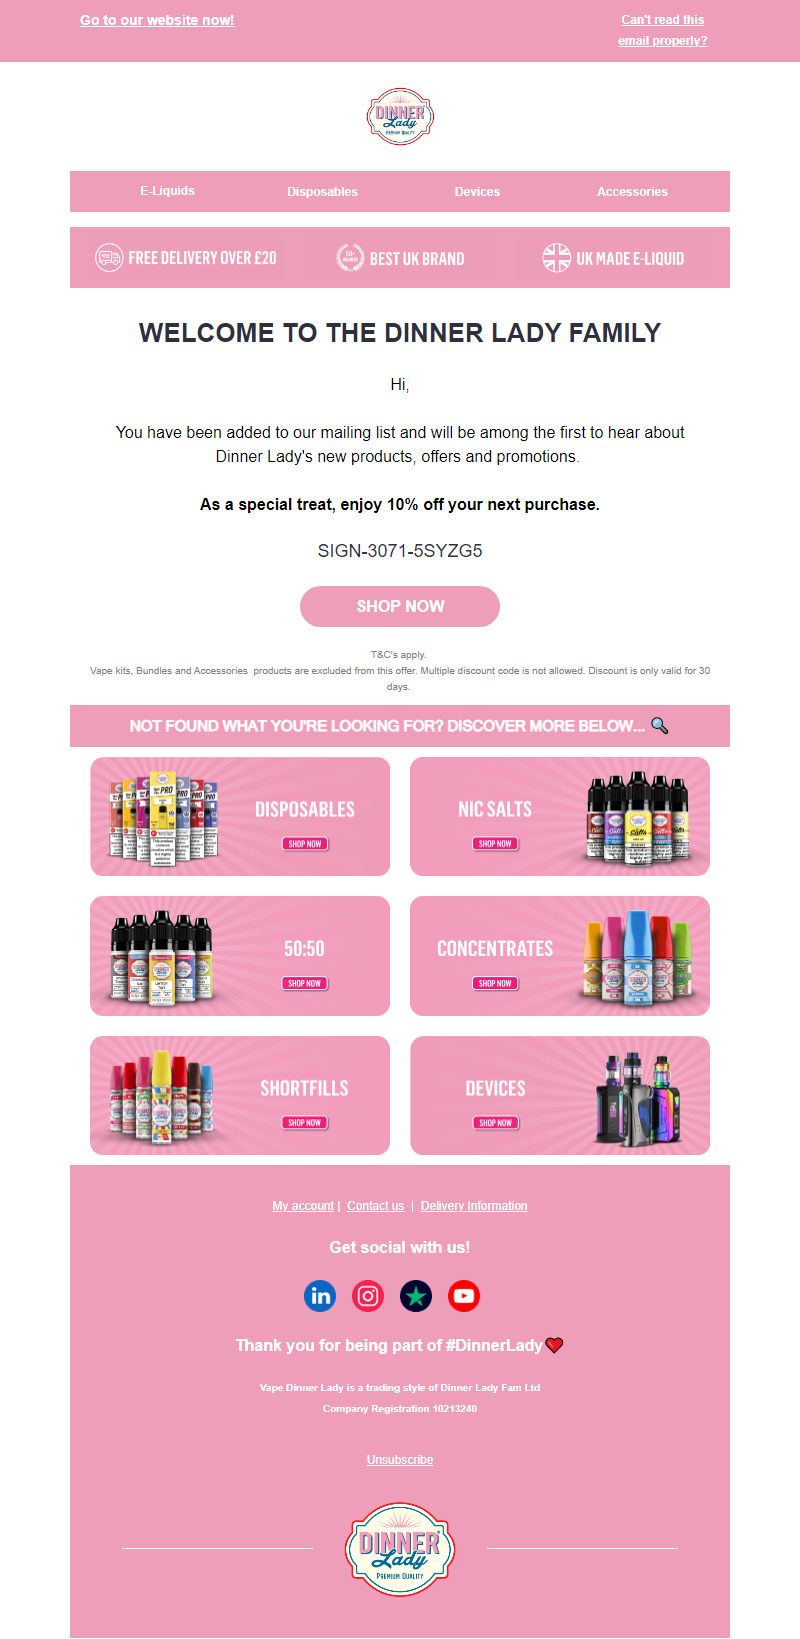 Go to our website now!
Can't read this
email properly?
DINNER
Lady
PREMIUM QUALITY
E-Liquids
Disposables
Devices
Accessories
FREE DELIVERY OVER £20
BEST UK BRAND
UK MADE E-LIQUID
WELCOME TO THE DINNER LADY FAMILY
Hi,
You have been added to our mailing list and will be among the first to hear about
Dinner Lady's new products, offers and promotions.
As a special treat, enjoy 10% off your next purchase.
SIGN-3071-5SYZG5
SHOP NOW
T&C's apply.
Vape kits, Bundles and Accessories  products are excluded from this offer. Multiple discount code is not allowed. Discount is only valid for 30
days.
NOT FOUND WHAT YOU'RE LOOKING FOR? DISCOVER MORE BELOW...
DISPOSABLES
SHOP NOW
NIC SALTS
SHOP NOW
50:50
SHOP NOW
CONCENTRATES
SHOP NOW
SHORTFILLS
SHOP NOW
DEVICES
SHOP NOW
My account | Contact us | Delivery Information
Get social with us!
in
Thank you for being part of #DinnerLady
Vape Dinner Lady is a trading style of Dinner Lady Fam Ltd
Company Registration 10213240
Unsubscribe
DINNER
Lady
PREMIUM QUALITY